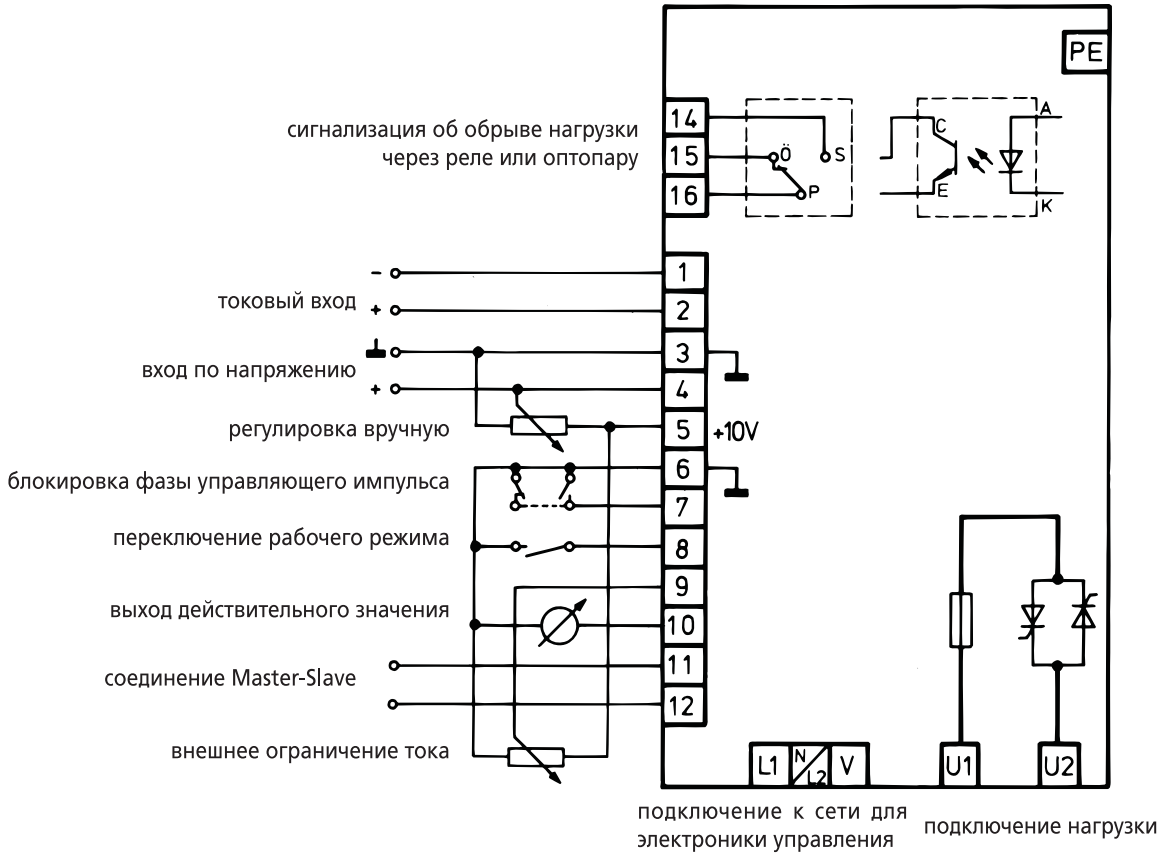 PE
14
сигнализация об обрыве нагрузки
через реле или оптопару
15
16
Ö
S
P
C
E
A
K
1
-
токовый вход
+
2
3
вход по напряжению
+
4
регулировка вручную
5
+10V
6
блокировка фазы управляющего импульса
7
переключение рабочего режима
8
9
выход действительного значения
10
11
соединение Master-Slave
12
внешнее ограничение тока
L1
N
L2
V
U1
U2
подключение к сети для
электроники управления
подключение нагрузки